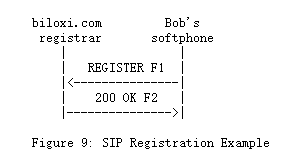 biloxi.com Bob's
registrar softphone
REGISTER F1
200 OK F2
Figure 9: SIP Registration Example